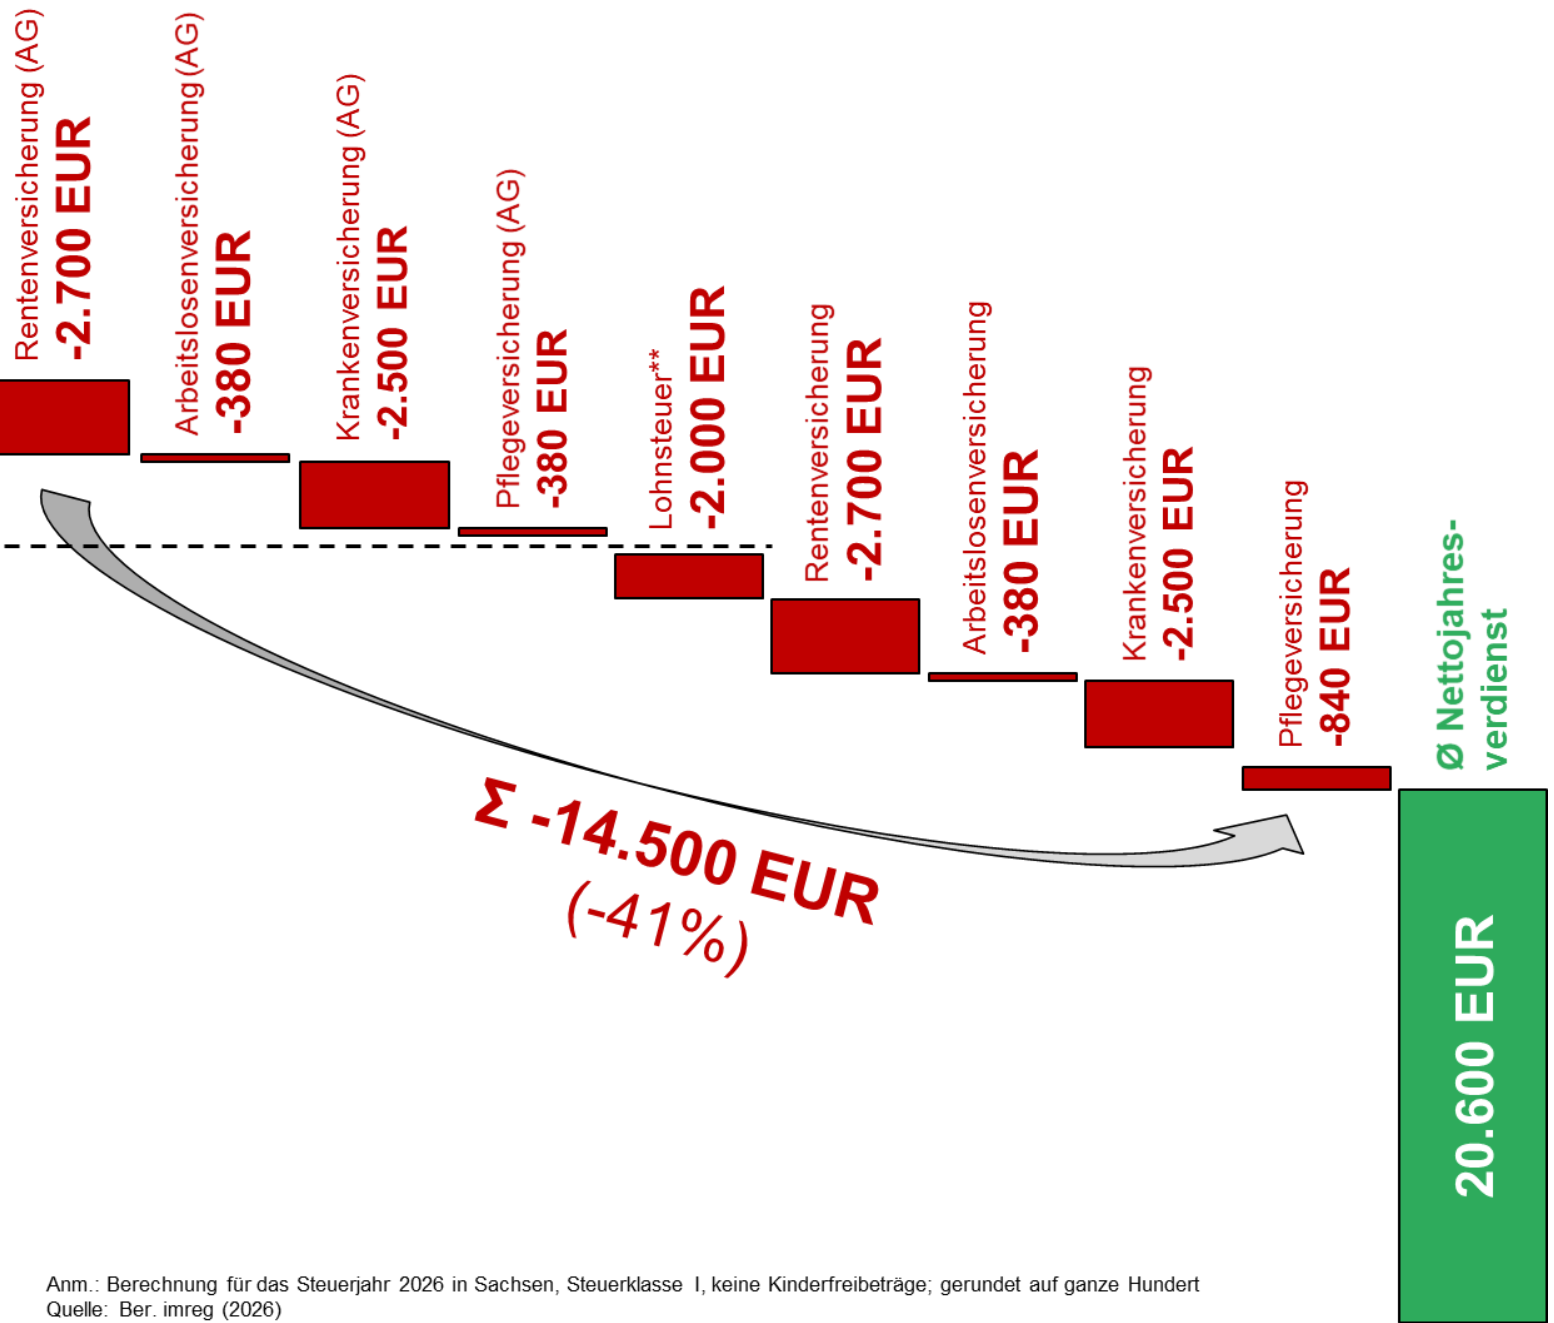 Rentenversicherung (AG)
-2.700 EUR
Arbeitslosenversicherung (AG)
-380 EUR
Krankenversicherung (AG)
-2.500 EUR
Pflegeversicherung (AG)
-380 EUR
Lohnsteuer**
-2.000 EUR
Rentenversicherung
-2.700 EUR
Arbeitslosenversicherung
-380 EUR
Krankenversicherung
-2.500 EUR
Pflegeversicherung
-840 EUR
Ø Nettojahres-
verdienst
20.600 EUR
Σ -14.500 EUR
(-41%)
Anm.: Berechnung für das Steuerjahr 2026 in Sachsen, Steuerklasse I, keine Kinderfreibeträge; gerundet auf ganze Hundert
Quelle: Ber. imreg (2026)